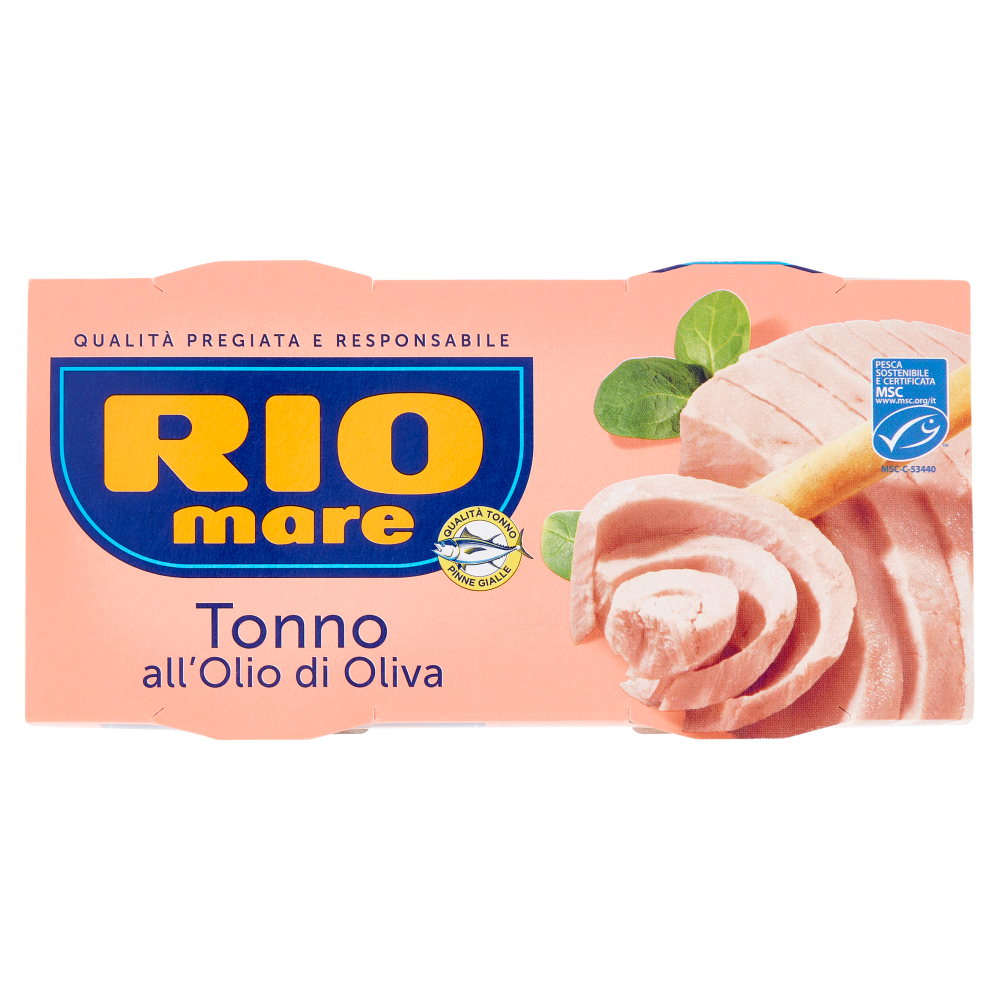 QUALITÀ PREGIATA E RESPONSABILE
RIO
mare
QUALITÀ TONNO
PINNE GIALLE
Tonno
all'Olio di Oliva
PESCA
SOSTENIBILE
E CERTIFICATA
MSC
www.msc.org/it
MSC-C-53440